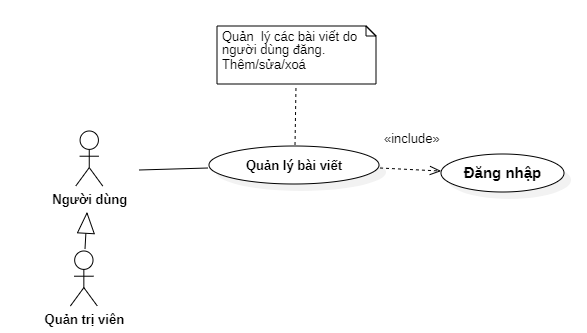 Quản lý các bài viết do
người dùng đăng.
Thêm/sửa/xoá
«include»
Quản lý bài viết
Đăng nhập
Người dùng
Quản trị viên